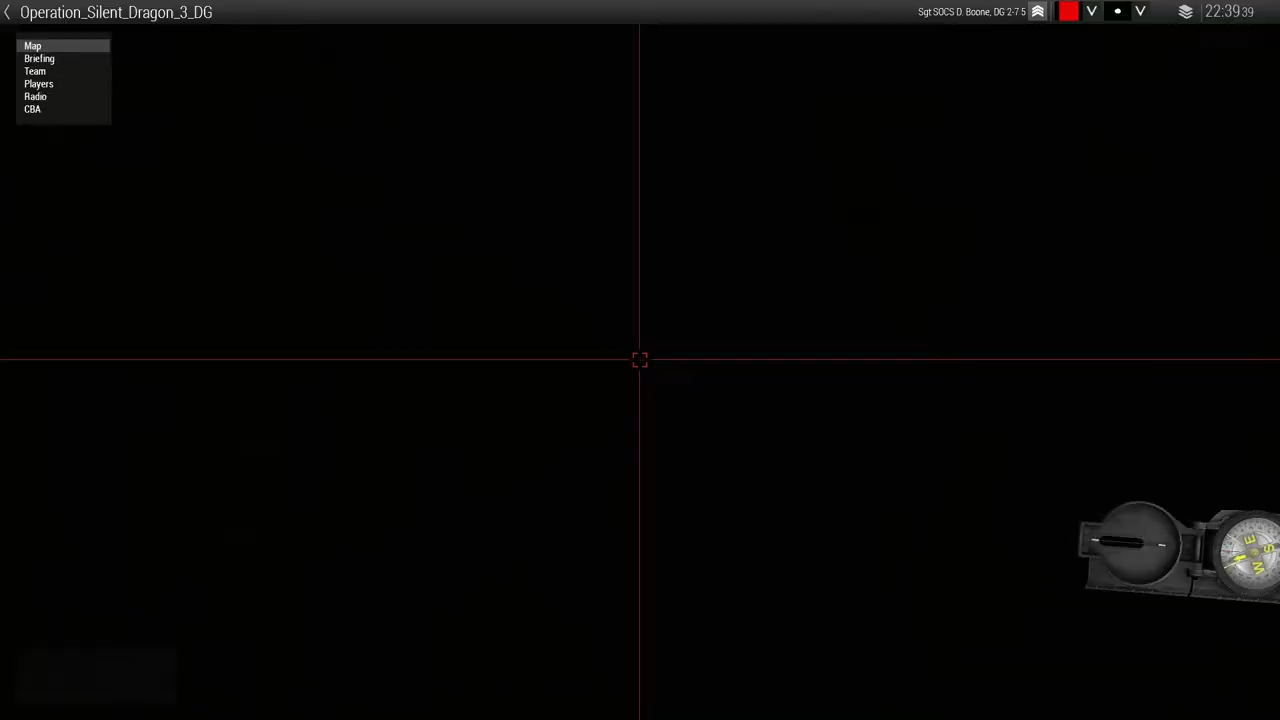 Operation_Silent_Dragon_3_DG
Sgt SOCS D. Boone, DG 2-7 5
22:39 39
Map
Briefing
Team
Players
Radio
CBA
E
S
W